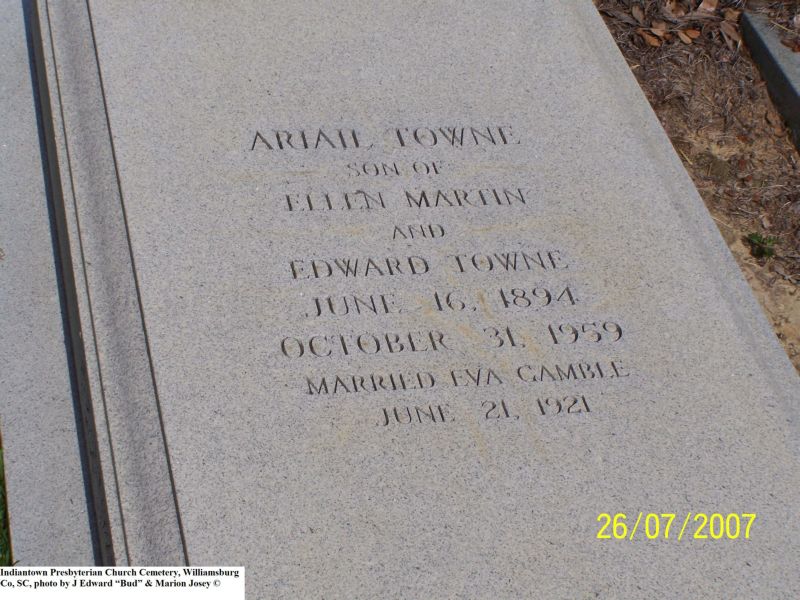 ARIAIL TOWNE
SON OF
ELLEN MARTIN
AND
EDWARD TOWNE
JUNE 16, 1894
OCTOBER 31, 1959
MARRIED EVA GAMBLE
JUNE 21, 1921
26/07/2007
Indiantown Presbyterian Church Cemetery, Williamsburg
Co, SC, photo by J Edward “Bud” & Marion Josey ©